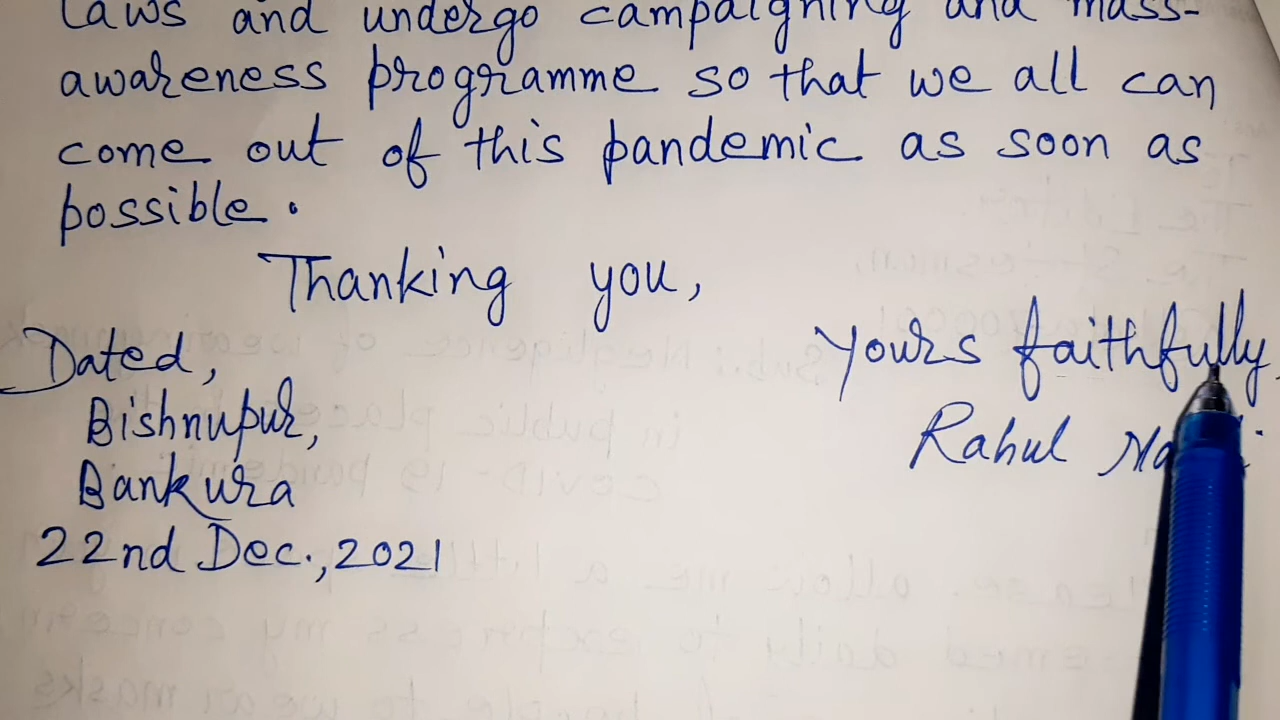 laws and undergo campaigning and mass-
awareness programme so that we all can
come out of this pandemic as soon as
possible.
Thanking you,
Dated,
Bishnupur,
Bankura
22nd Dec., 2021
Yours faithfully,
Rahul